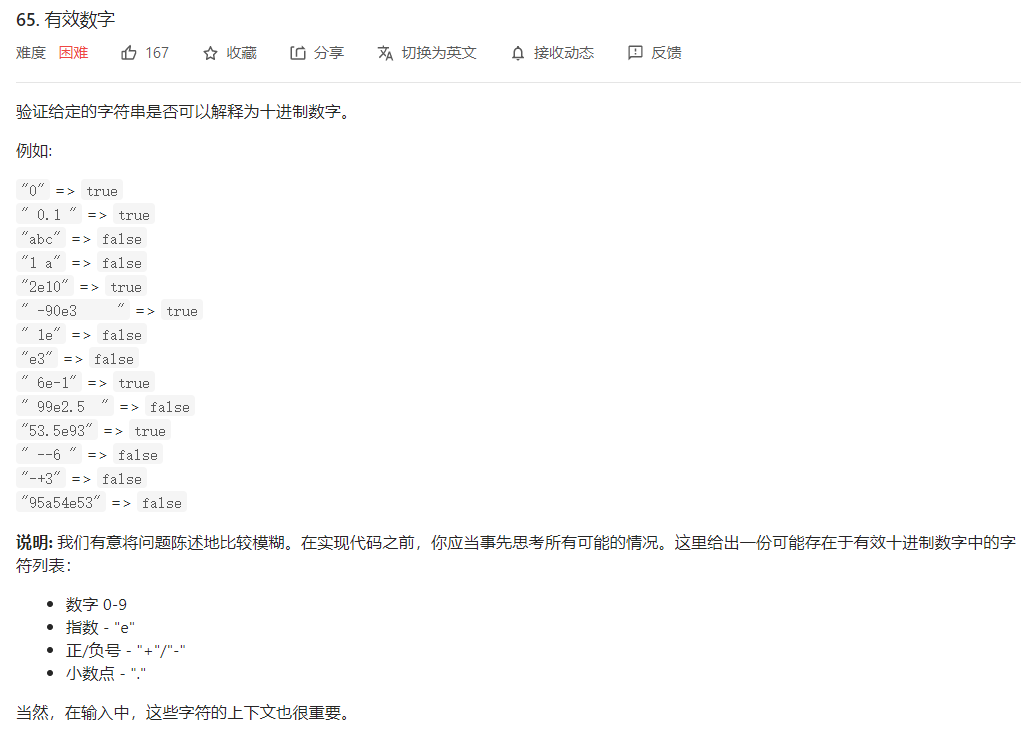 65. 有效数字
难度 困难 167 收藏 分享 切换为英文 接收动态 反馈
验证给定的字符串是否可以解释为十进制数字。
例如:
"0" => true
" 0.1 " => true
"abc" => false
"1 a" => false
"2e10" => true
" -90e3   " => true
" 1e" => false
"e3" => false
" 6e-1" => true
" 99e2.5 " => false
"53.5e93" => true
" --6 " => false
"-+3" => false
"95a54e53" => false
说明: 我们有意将问题陈述地比较模糊。在实现代码之前，你应当事先思考所有可能的情况。这里给出一份可能存在于有效十进制数字中的字
符列表：
• 数字 0-9
• 指数 - "e"
• 正/负号 - "+"/"-"
• 小数点 - "."
当然，在输入中，这些字符的上下文也很重要。